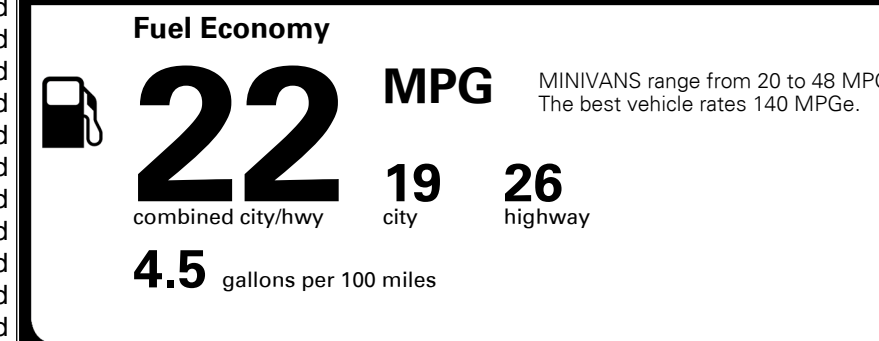 Fuel Economy
22 MPG
MINIVANS range from 20 to 48 MPG
The best vehicle rates 140 MPGe.
19 26
combined city/hwy city highway
4.5 gallons per 100 miles
d
d
d
d
d
d
d
d
d
d
d